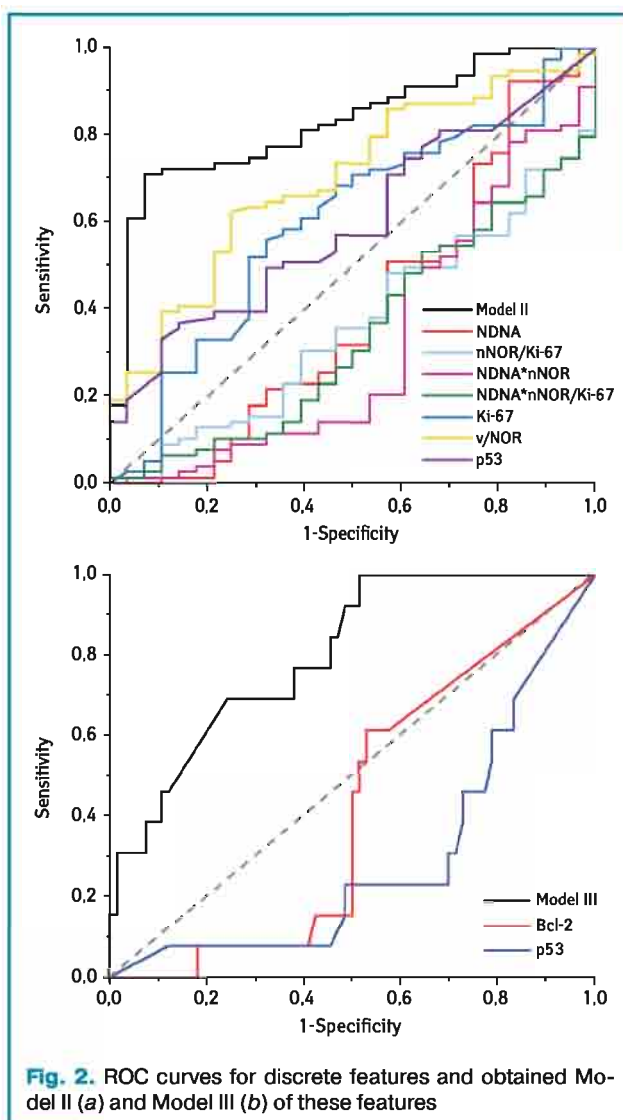 1,0
0,8
0,6
0,4
0,2
0,0
Sensitivity
Model II
NDNA
nNOR/Ki-67
NDNA*nNOR
NDNA*nNOR/Ki-67
Ki-67
v/NOR
p53
0,0 0,2 0,4 0,6 0,8 1,0
1-Specificity
1,0
0,8
0,6
0,4
0,2
0,0
Sensitivity
Model III
Bcl-2
p53
0,0 0,2 0,4 0,6 0,8 1,0
1-Specificity
Fig. 2. ROC curves for discrete features and obtained Mo-
del II (a) and Model III (b) of these features